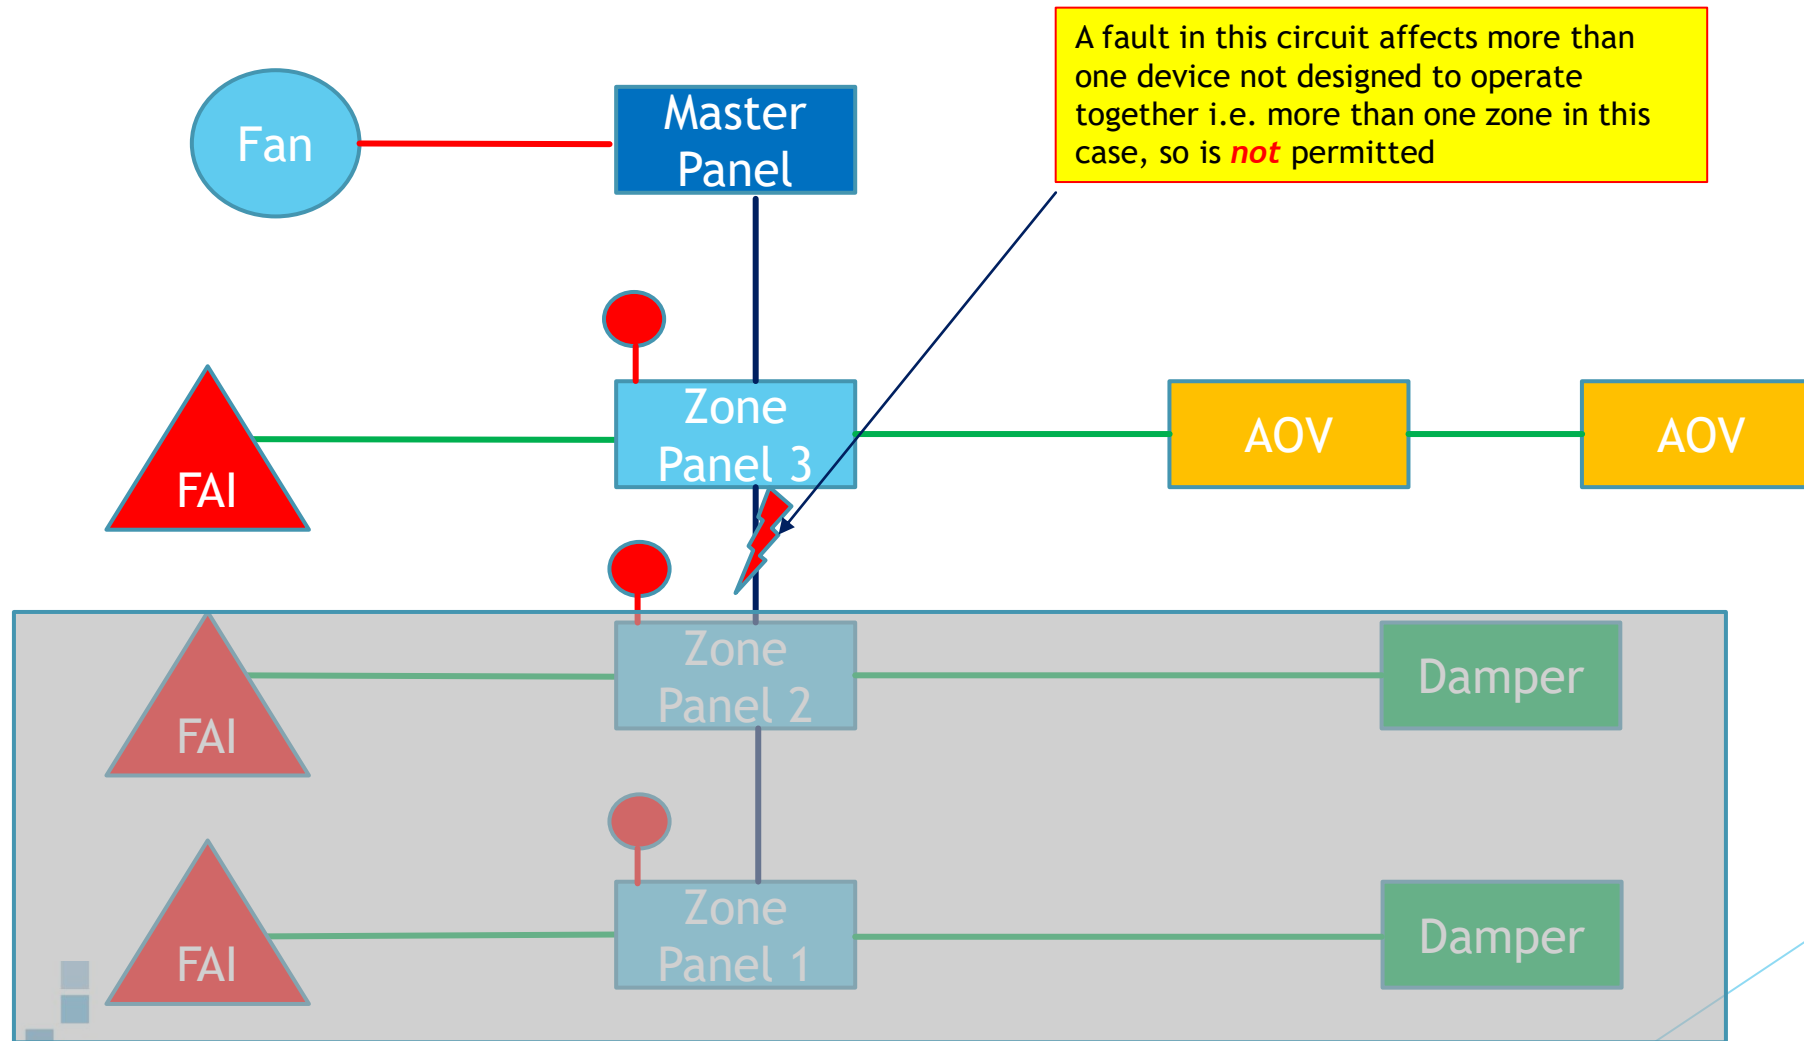 A fault in this circuit affects more than
one device not designed to operate
together i.e. more than one zone in this
case, so is not permitted
Fan
Master
Panel
Zone
Panel 3
AOV
AOV
FAI
Zone
Panel 2
Damper
FAI
Zone
Panel 1
Damper
FAI